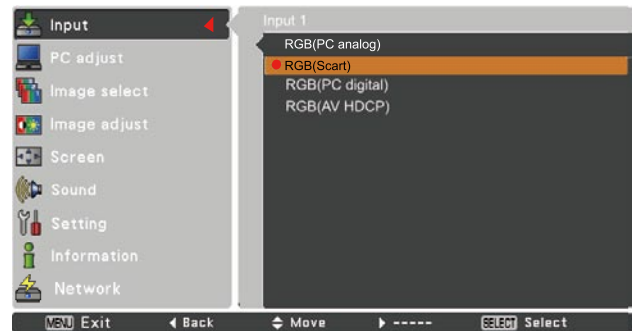 Input
PC adjust
Image select
Image adjust
Screen
Sound
Setting
Information
Network
Input 1
RGB(PC analog)
RGB(Scart)
RGB(PC digital)
RGB(AV HDCP)
MENU Exit Back Move ----- SELECT Select